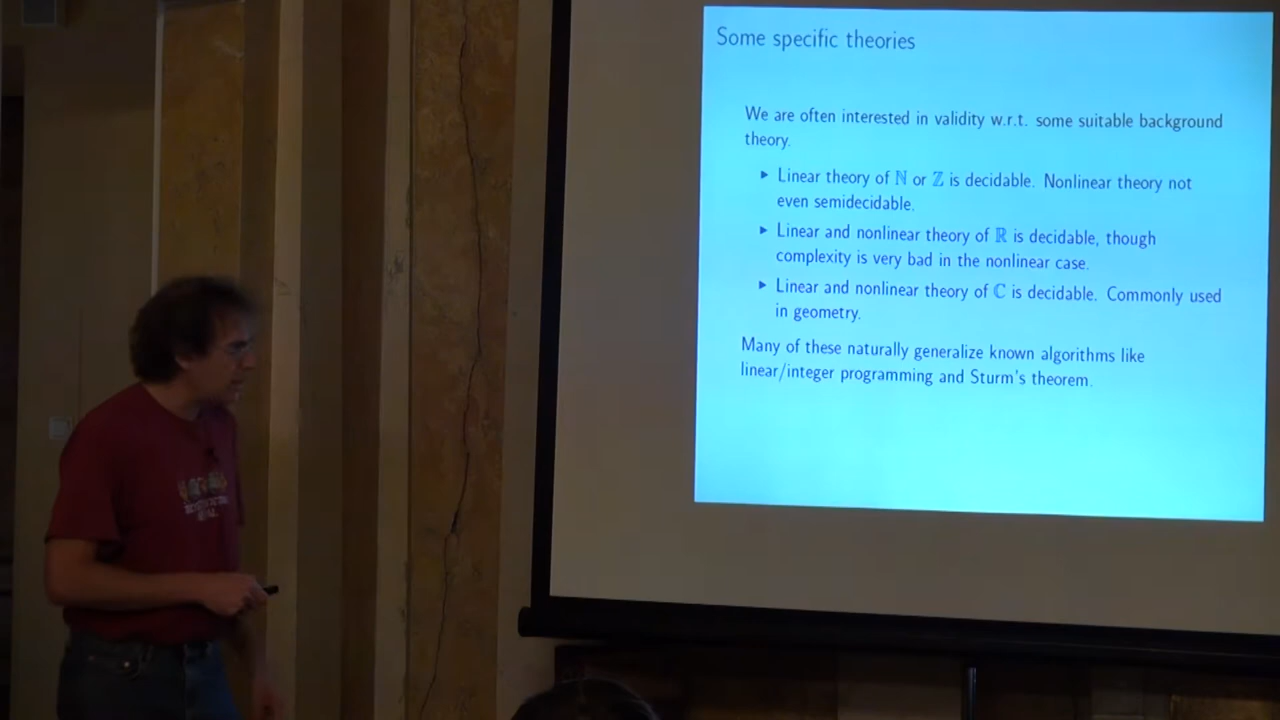 Some specific theories
We are often interested in validity w.r.t. some suitable background
theory.
▸ Linear theory of ℕ or ℤ is decidable. Nonlinear theory not
even semidecidable.
▸ Linear and nonlinear theory of ℝ is decidable, though
complexity is very bad in the nonlinear case.
▸ Linear and nonlinear theory of ℂ is decidable. Commonly used
in geometry.
Many of these naturally generalize known algorithms like
linear/integer programming and Sturm's theorem.